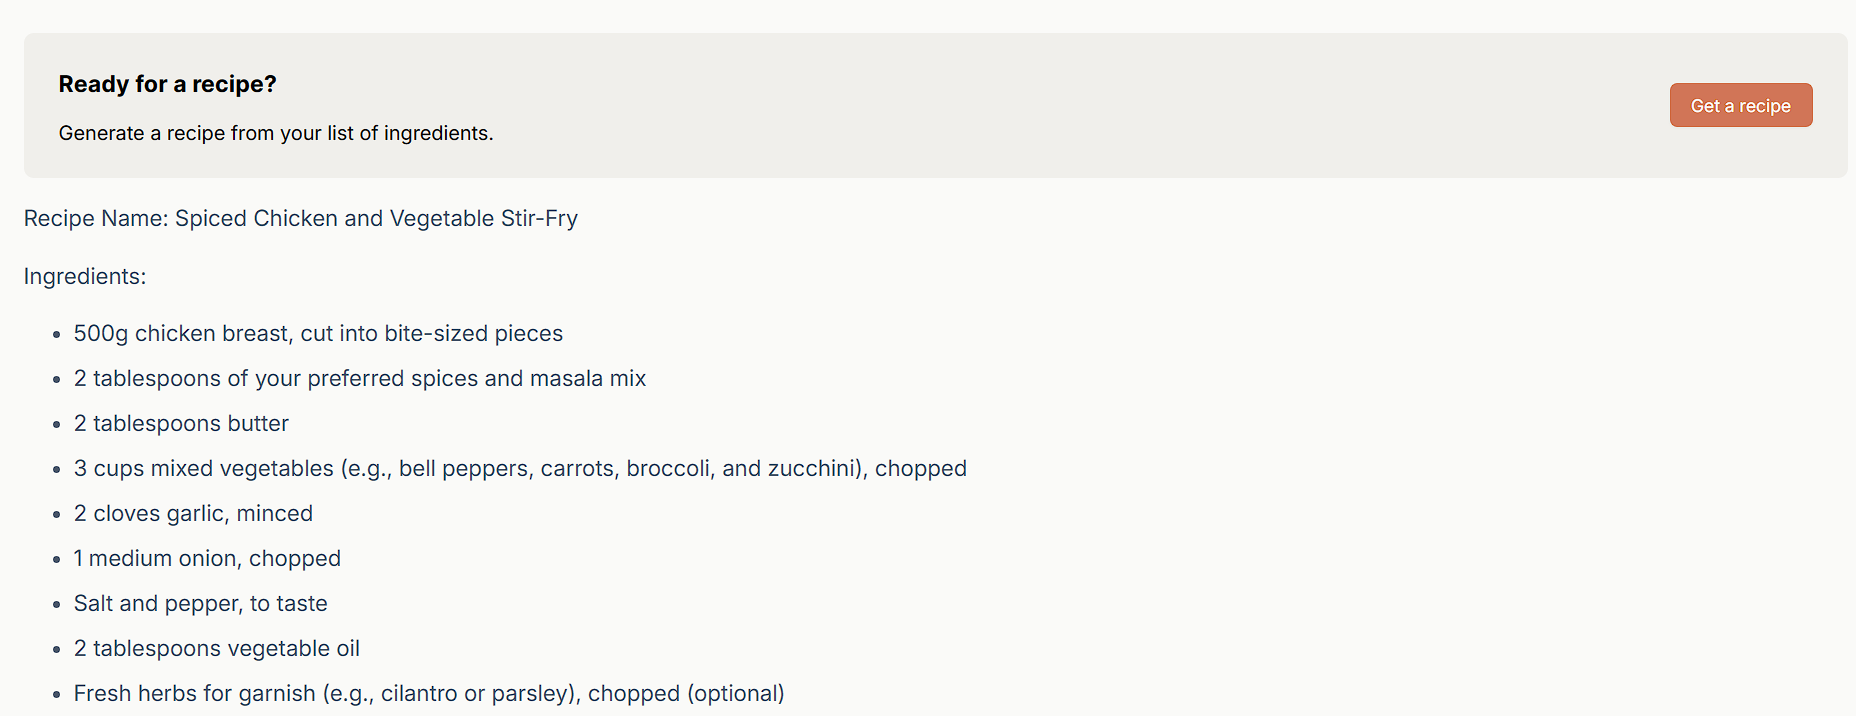 Ready for a recipe?
Generate a recipe from your list of ingredients.
Get a recipe
Recipe Name: Spiced Chicken and Vegetable Stir-Fry
Ingredients:
• 500g chicken breast, cut into bite-sized pieces
• 2 tablespoons of your preferred spices and masala mix
• 2 tablespoons butter
• 3 cups mixed vegetables (e.g., bell peppers, carrots, broccoli, and zucchini), chopped
• 2 cloves garlic, minced
• 1 medium onion, chopped
• Salt and pepper, to taste
• 2 tablespoons vegetable oil
• Fresh herbs for garnish (e.g., cilantro or parsley), chopped (optional)